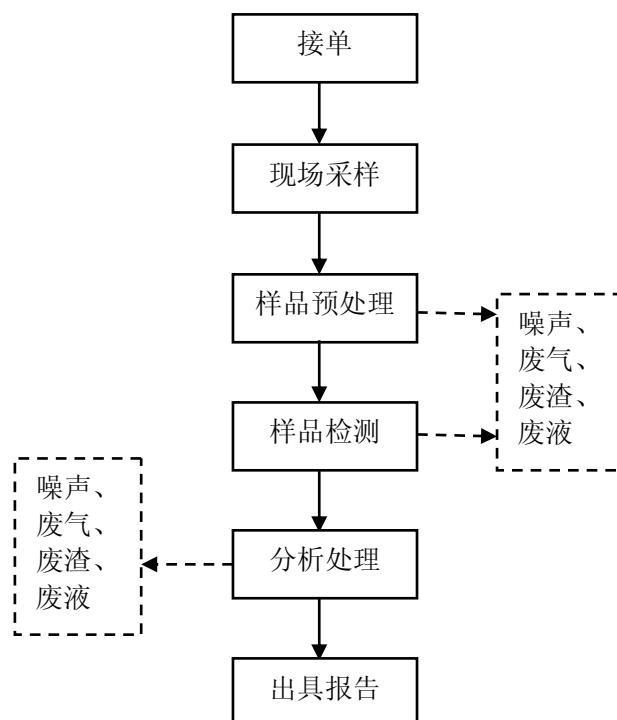 接单
现场采样
样品预处理
噪声、
废气、
废渣、
废液
样品检测
噪声、
废气、
废渣、
废液
分析处理
出具报告